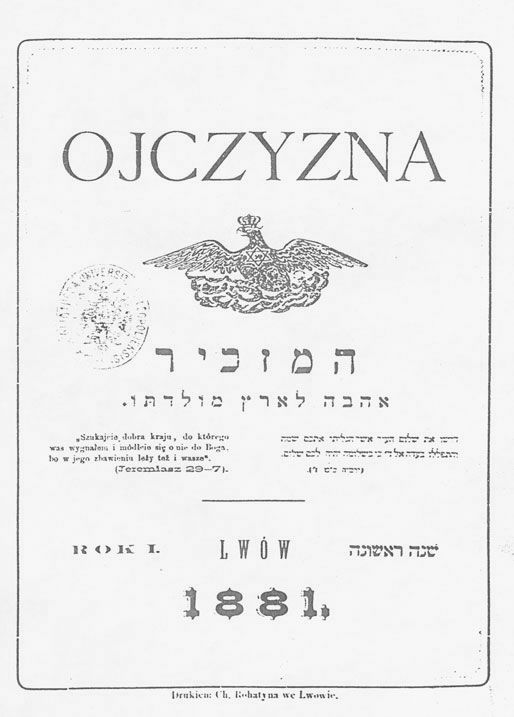 OJCZYZNA
המזכיר
אהבה לארץ מולדתו.
„Szukajcie dobra kraju, do którego
was wygnałem i módlcie się o nie do Boga,
bo w jego zbawieniu leży też i wasze“.
(Jeremiasz 29–7).
דרשו את שלום העיר אשר הגליתי אתכם שמה
והתפללו בעדה אל ה׳ כי בשלומה יהיה לכם שלום.
(ירמיה כ״ט ז׳).
ROK I. LWÓW שנה ראשונה
1881.
Drukiem Ch. Rohatyna we Lwowie.